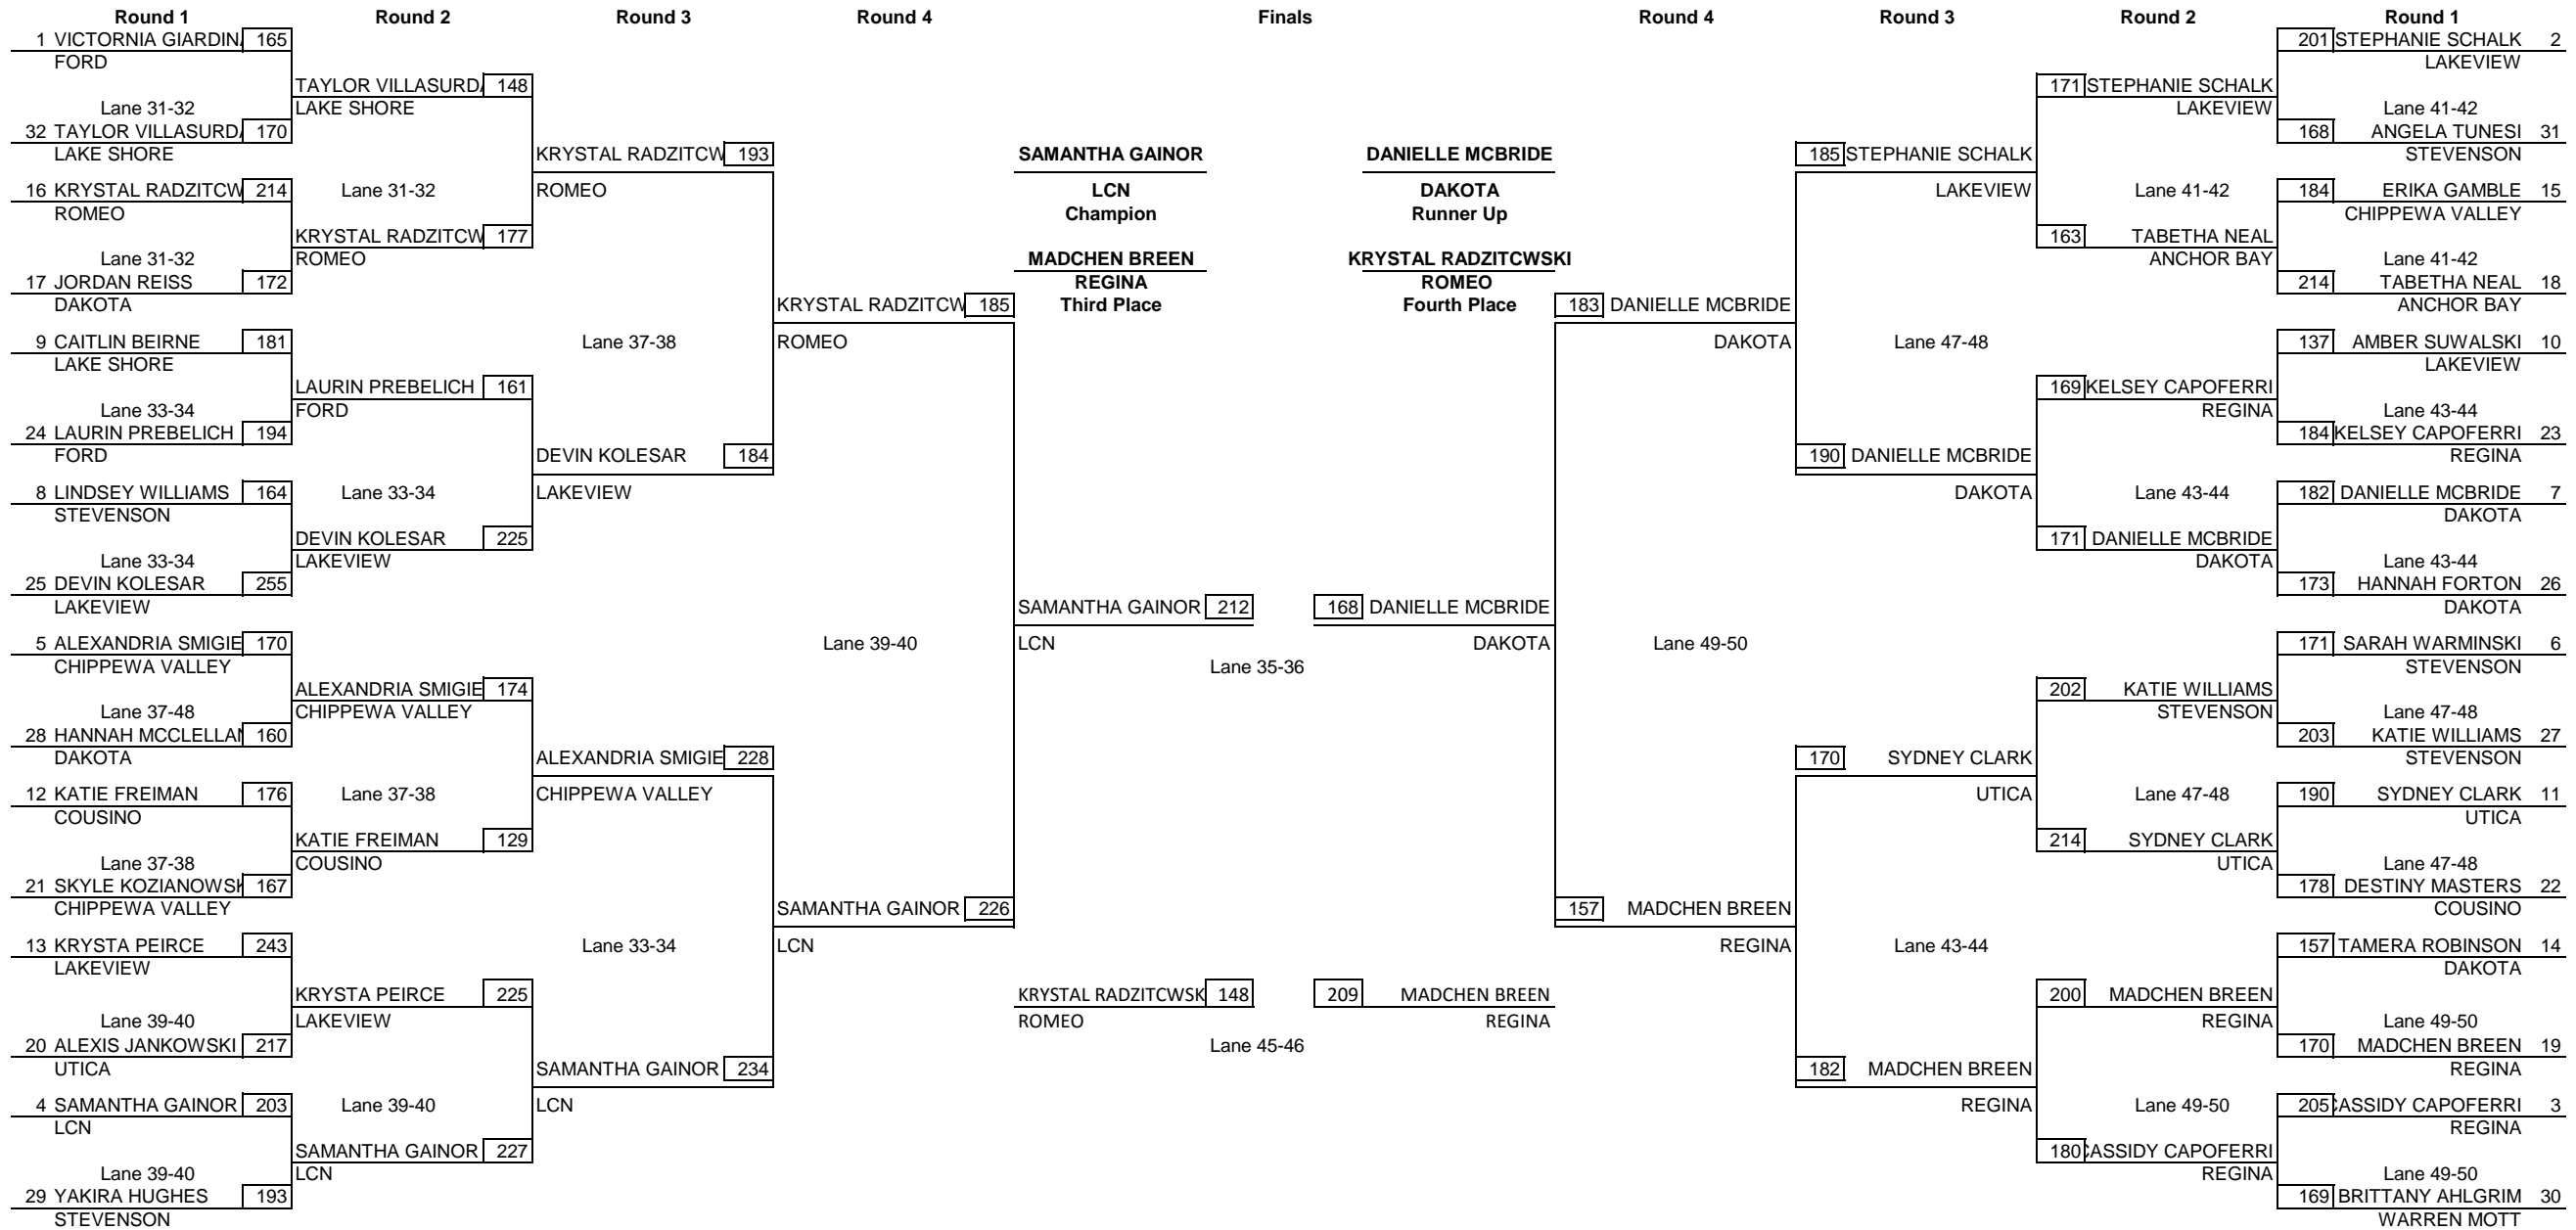 Round 1 Round 2 Round 3 Round 4 Finals Round 4 Round 3 Round 2 Round 1
1 VICTORNIA GIARDIN 165
FORD
Lane 31-32
32 TAYLOR VILLASURD 170
LAKE SHORE
16 KRYSTAL RADZITCW 214
ROMEO
Lane 31-32
17 JORDAN REISS 172
DAKOTA
9 CAITLIN BEIRNE 181
LAKE SHORE
Lane 33-34
24 LAURIN PREBELICH 194
FORD
8 LINDSEY WILLIAMS 164
STEVENSON
Lane 33-34
25 DEVIN KOLESAR 255
LAKEVIEW
5 ALEXANDRIA SMIGIE 170
CHIPPEWA VALLEY
Lane 37-48
28 HANNAH MCCLELLAN 160
DAKOTA
12 KATIE FREIMAN 176
COUSINO
Lane 37-38
21 SKYLE KOZIANOWSK 167
CHIPPEWA VALLEY
13 KRYSTA PEIRCE 243
LAKEVIEW
Lane 39-40
20 ALEXIS JANKOWSKI 217
UTICA
4 SAMANTHA GAINOR 203
LCN
Lane 39-40
29 YAKIRA HUGHES 193
STEVENSON
TAYLOR VILLASURDA 148
LAKE SHORE
Lane 31-32
KRYSTAL RADZITCW 177
ROMEO
LAURIN PREBELICH 161
FORD
Lane 33-34
DEVIN KOLESAR 225
LAKEVIEW
ALEXANDRIA SMIGIE 174
CHIPPEWA VALLEY
Lane 37-38
KATIE FREIMAN 129
COUSINO
KRYSTA PEIRCE 225
LAKEVIEW
Lane 39-40
SAMANTHA GAINOR 227
LCN
KRYSTAL RADZITCW 193
ROMEO
Lane 37-38
DEVIN KOLESAR 184
LAKEVIEW
ALEXANDRIA SMIGIE 228
CHIPPEWA VALLEY
Lane 33-34
SAMANTHA GAINOR 234
LCN
KRYSTAL RADZITCW 185
ROMEO
Lane 39-40
SAMANTHA GAINOR 226
LCN
SAMANTHA GAINOR
LCN
Champion
DANIELLE MCBRIDE
DAKOTA
Runner Up
MADCHEN BREEN
REGINA
Third Place
KRYSTAL RADZITCWSKI
ROMEO
Fourth Place
SAMANTHA GAINOR 212
LCN
168 DANIELLE MCBRIDE
DAKOTA
Lane 35-36
KRYSTAL RADZITCWSK 148
ROMEO
209 MADCHEN BREEN
REGINA
Lane 45-46
183 DANIELLE MCBRIDE
DAKOTA
Lane 49-50
157 MADCHEN BREEN
REGINA
185 STEPHANIE SCHALK
LAKEVIEW
Lane 47-48
190 DANIELLE MCBRIDE
DAKOTA
170 SYDNEY CLARK
UTICA
Lane 43-44
182 MADCHEN BREEN
REGINA
171 STEPHANIE SCHALK
LAKEVIEW
Lane 41-42
163 TABETHA NEAL
ANCHOR BAY
169 KELSEY CAPOFERRI
REGINA
Lane 43-44
171 DANIELLE MCBRIDE
DAKOTA
202 KATIE WILLIAMS
STEVENSON
Lane 47-48
214 SYDNEY CLARK
UTICA
200 MADCHEN BREEN
REGINA
Lane 49-50
180 CASSIDY CAPOFERRI
REGINA
201 STEPHANIE SCHALK 2
LAKEVIEW
Lane 41-42
168 ANGELA TUNESI 31
STEVENSON
184 ERIKA GAMBLE 15
CHIPPEWA VALLEY
Lane 41-42
214 TABETHA NEAL 18
ANCHOR BAY
137 AMBER SUWALSKI 10
LAKEVIEW
Lane 43-44
184 KELSEY CAPOFERRI 23
REGINA
182 DANIELLE MCBRIDE 7
DAKOTA
Lane 43-44
173 HANNAH FORTON 26
DAKOTA
171 SARAH WARMINSKI 6
STEVENSON
Lane 47-48
203 KATIE WILLIAMS 27
STEVENSON
190 SYDNEY CLARK 11
UTICA
Lane 47-48
178 DESTINY MASTERS 22
COUSINO
157 TAMERA ROBINSON 14
DAKOTA
Lane 49-50
170 MADCHEN BREEN 19
REGINA
205 CASSIDY CAPOFERRI 3
REGINA
Lane 49-50
169 BRITTANY AHLGRIM 30
WARREN MOTT